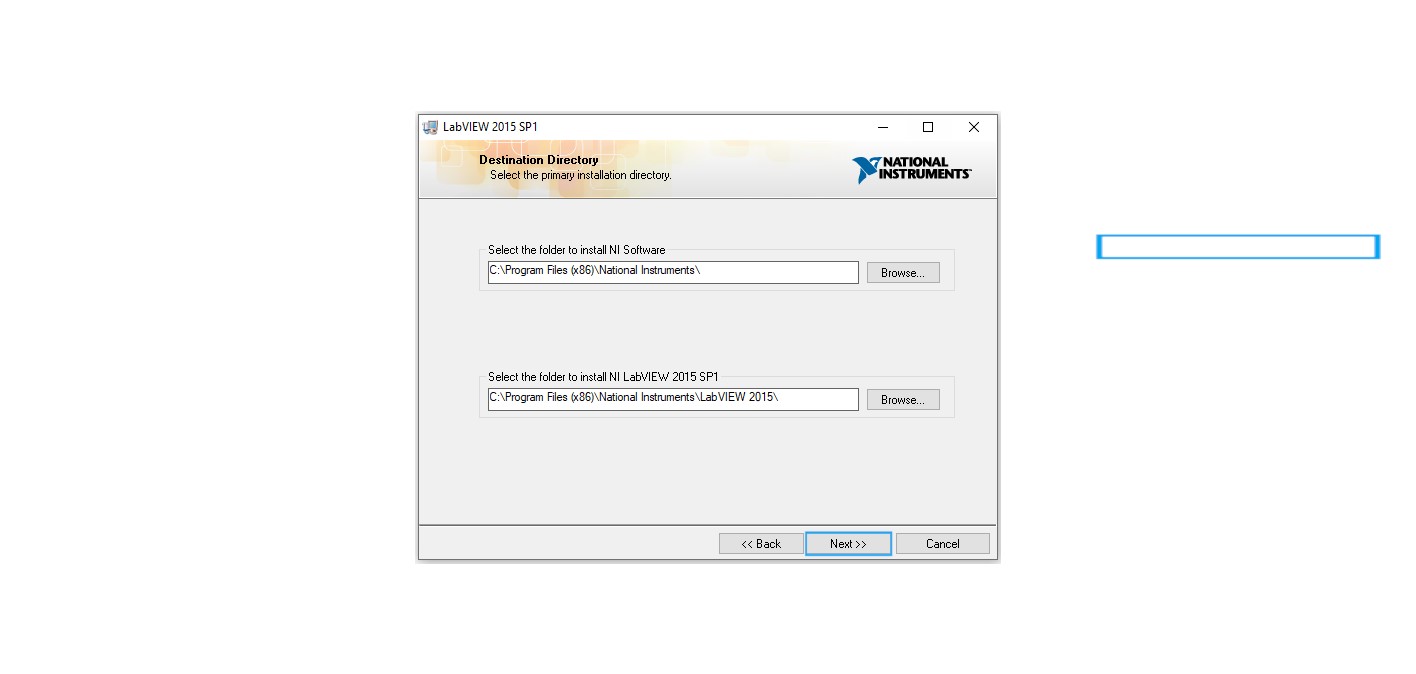 LabVIEW 2015 SP1
Destination Directory
Select the primary installation directory.
NATIONAL
INSTRUMENTS™
Select the folder to install NI Software
C:\Program Files (x86)\National Instruments\
Browse...
Select the folder to install NI LabVIEW 2015 SP1
C:\Program Files (x86)\National Instruments\LabVIEW 2015\
Browse...
<< Back
Next >>
Cancel